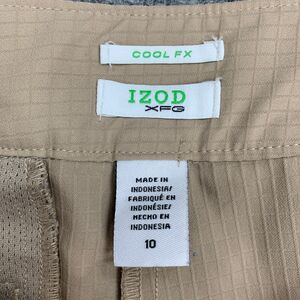 COOL FX
IZOD
XFG
MADE IN
INDONESIA/
FABRIQUÉ EN
INDONÉSIE/
HECHO EN
INDONESIA
10